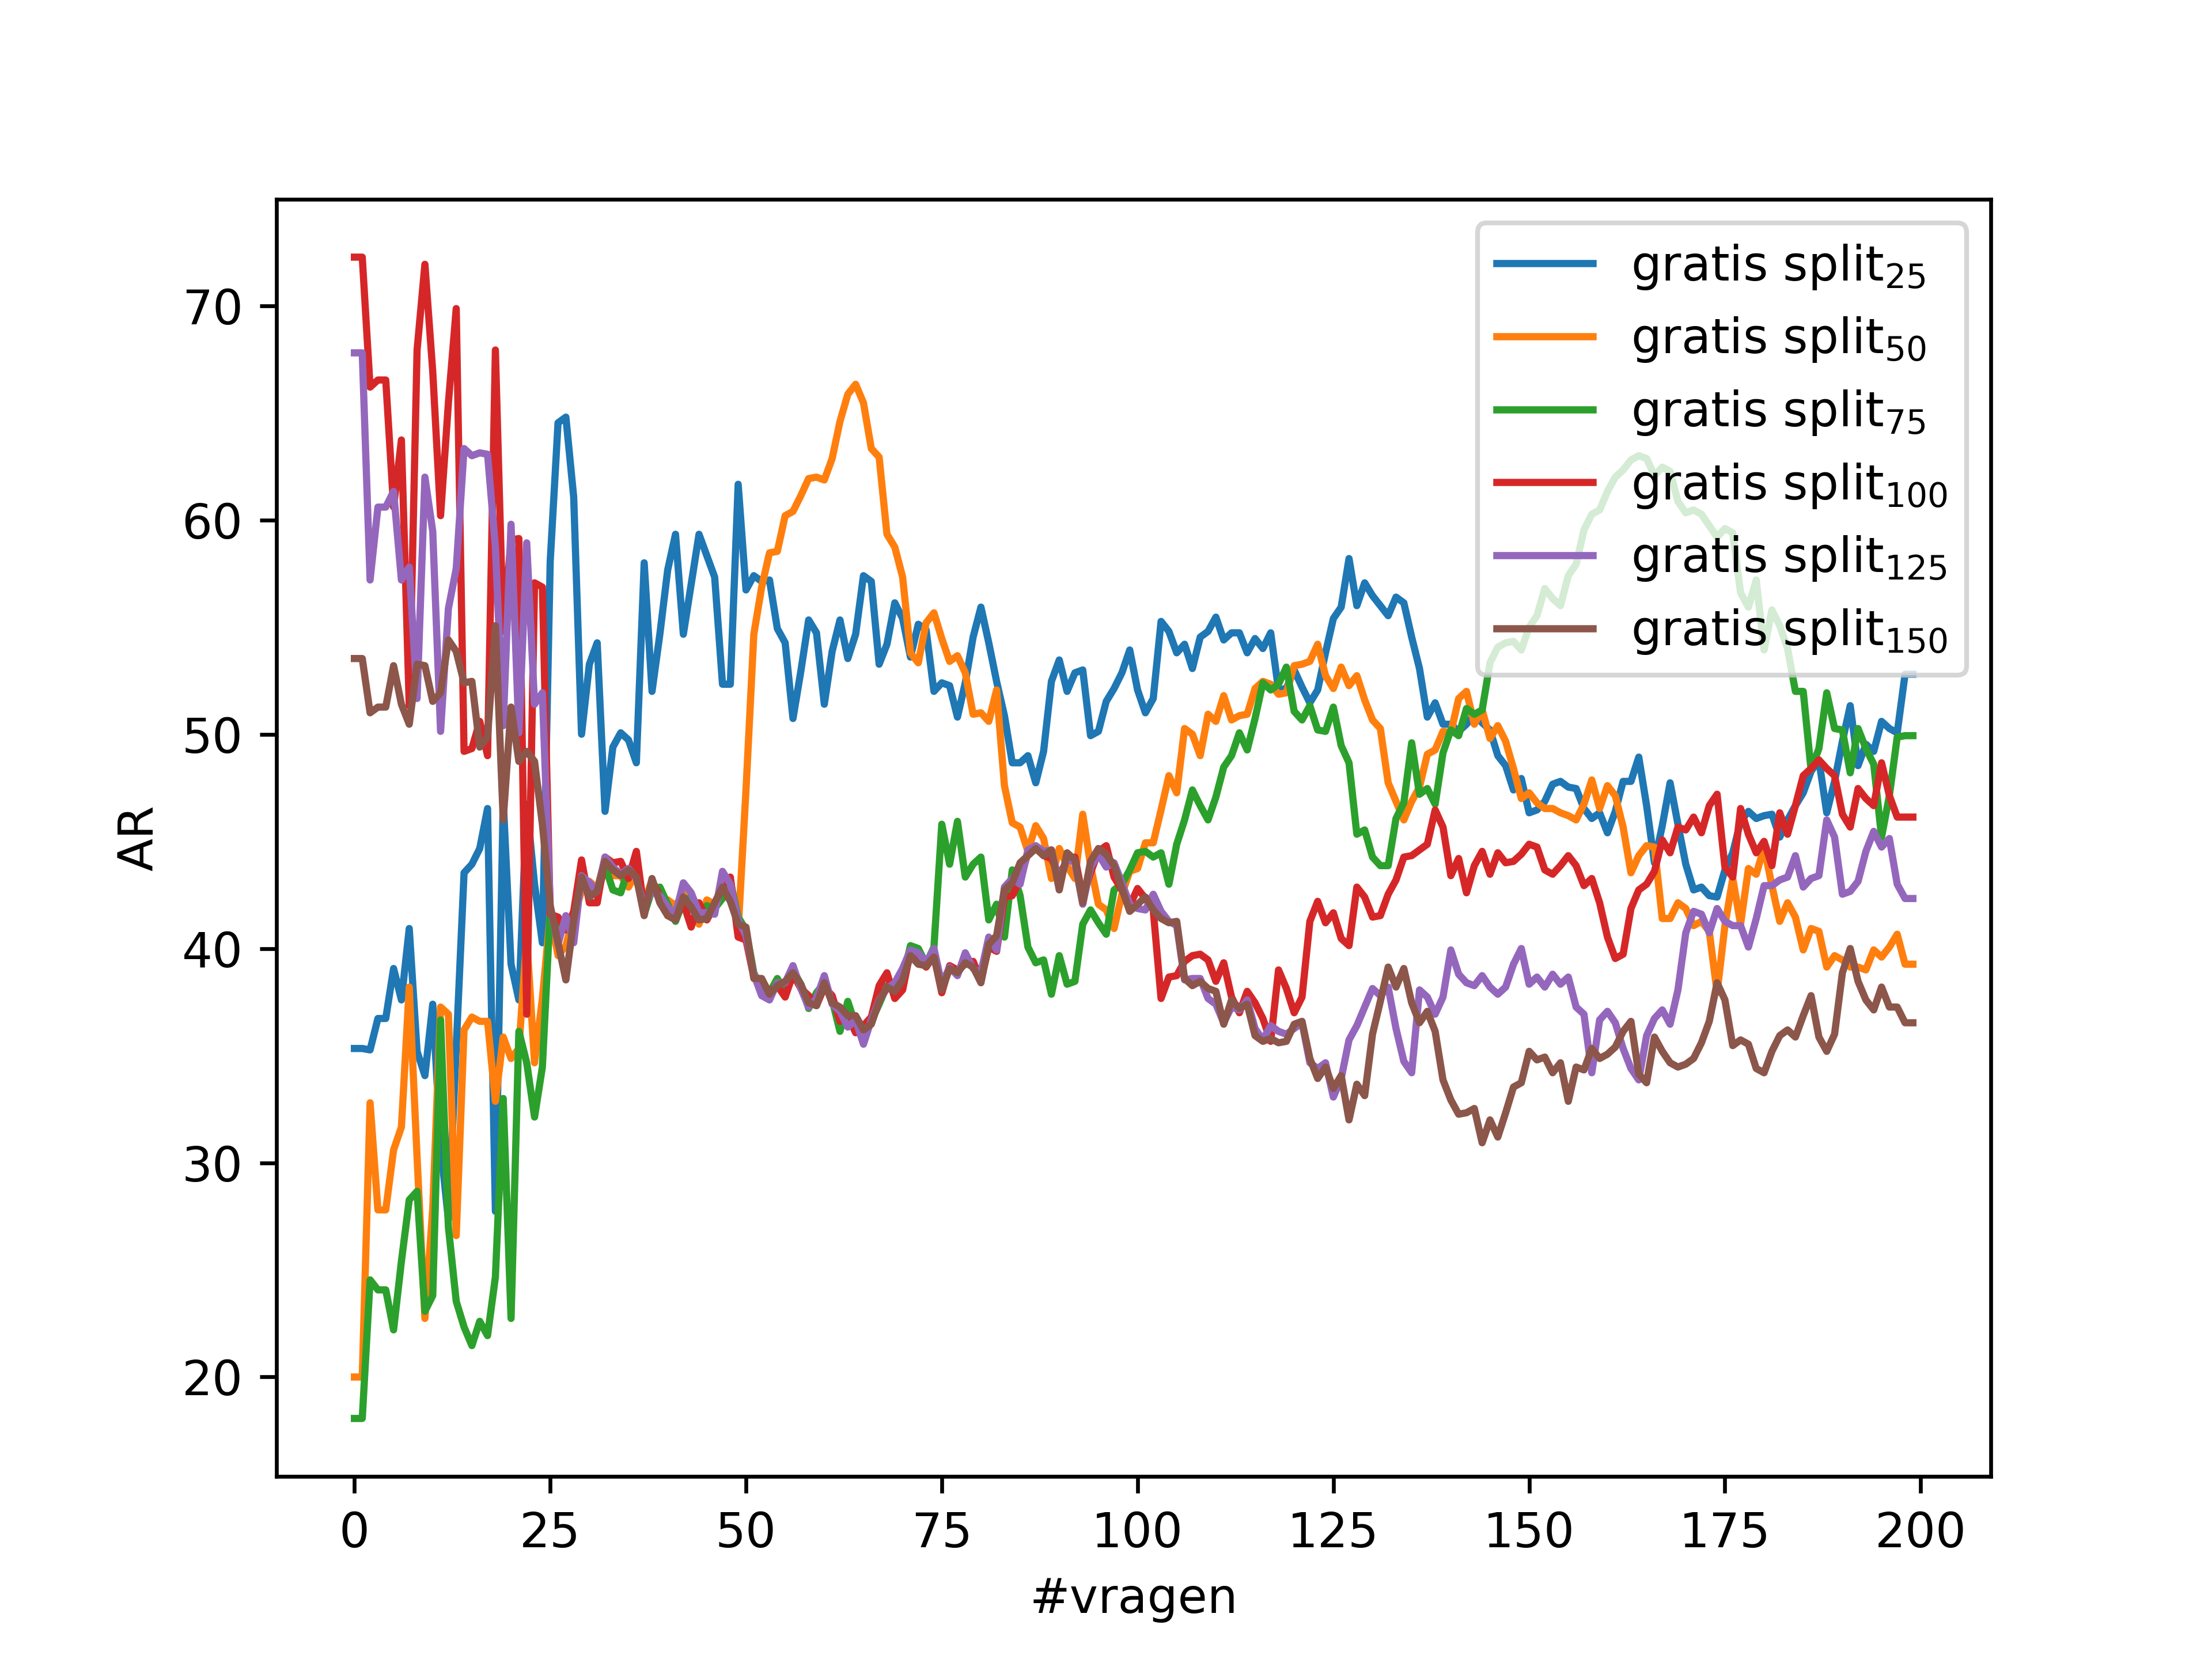 gratis split₂₅
gratis split₅₀
gratis split₇₅
gratis split₁₀₀
gratis split₁₂₅
gratis split₁₅₀
70
60
50
40
30
20
AR
0 25 50 75 100 125 150 175 200
#vragen